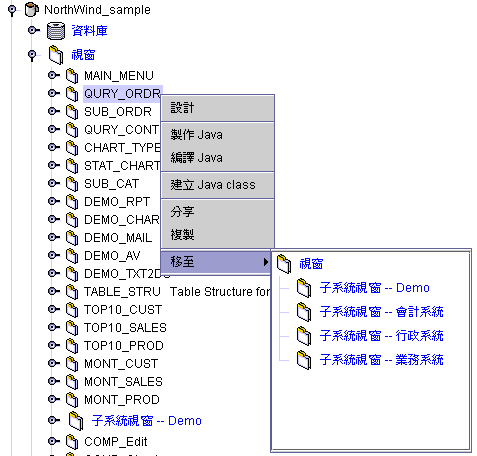 NorthWind_sample
資料庫
視窗
MAIN_MENU
QURY_ORDR
SUB_ORDR
QURY_CONT
CHART_TYPE
STAT_CHART
SUB_CAT
DEMO_RPT
DEMO_CHAR
DEMO_MAIL
DEMO_AV
DEMO_TXT2D
TABLE_STRU Table Structure for
TOP10_CUST
TOP10_SALES
TOP10_PROD
MONT_CUST
MONT_SALES
MONT_PROD
子系統視窗 -- Demo
COMP_Edit
設計
製作 Java
編譯 Java
建立 Java class
分享
複製
移至
視窗
子系統視窗 -- Demo
子系統視窗 -- 會計系統
子系統視窗 -- 行政系統
子系統視窗 -- 業務系統